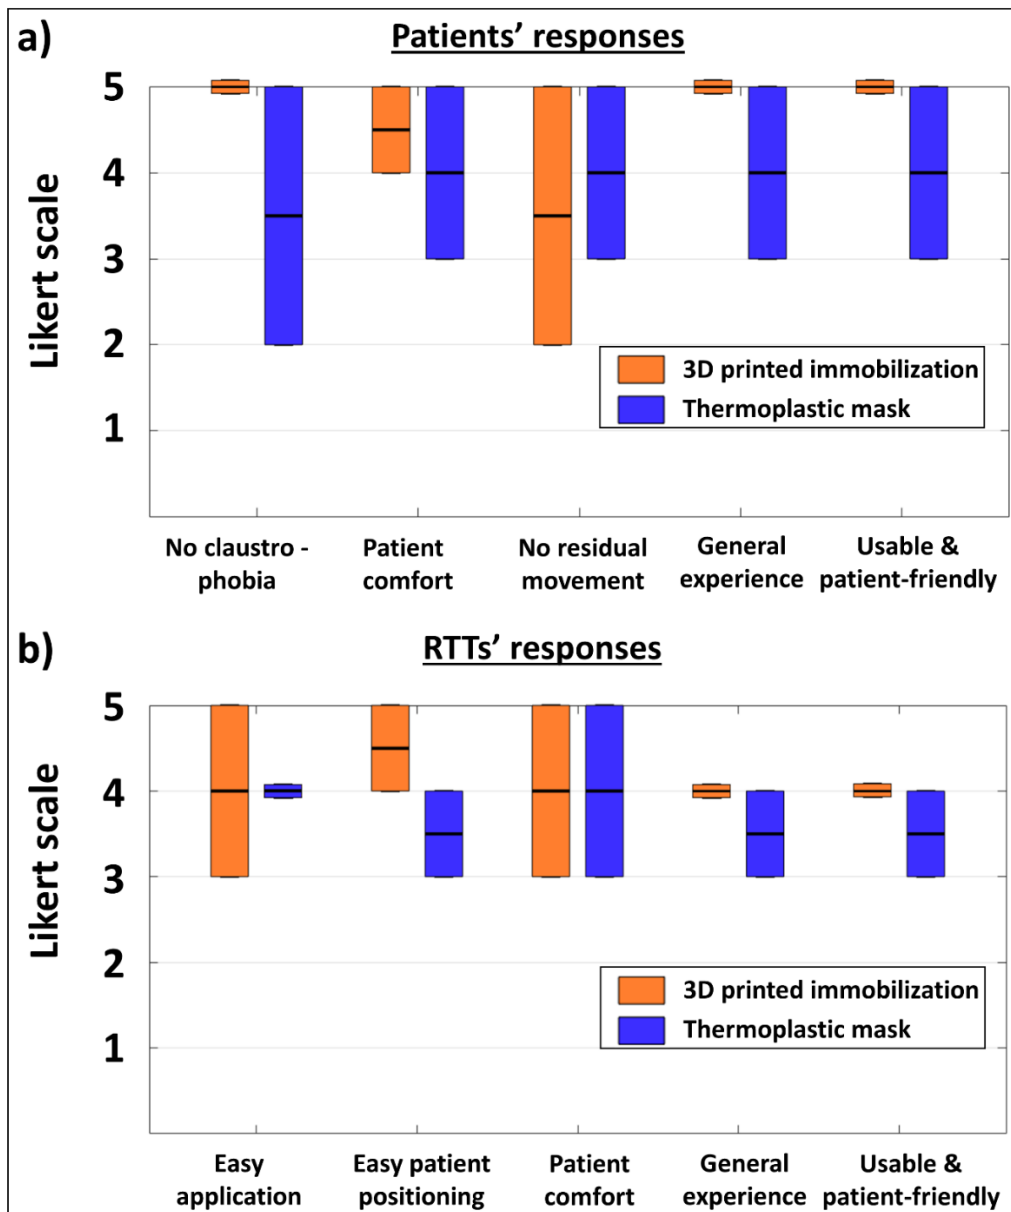 a)
Patients’ responses
Likert scale
5
4
3
2
1
3D printed immobilization
Thermoplastic mask
No claustro -
phobia
Patient
comfort
No residual
movement
General
experience
Usable &
patient-friendly
b)
RTTs’ responses
Likert scale
5
4
3
2
1
3D printed immobilization
Thermoplastic mask
Easy
application
Easy patient
positioning
Patient
comfort
General
experience
Usable &
patient-friendly